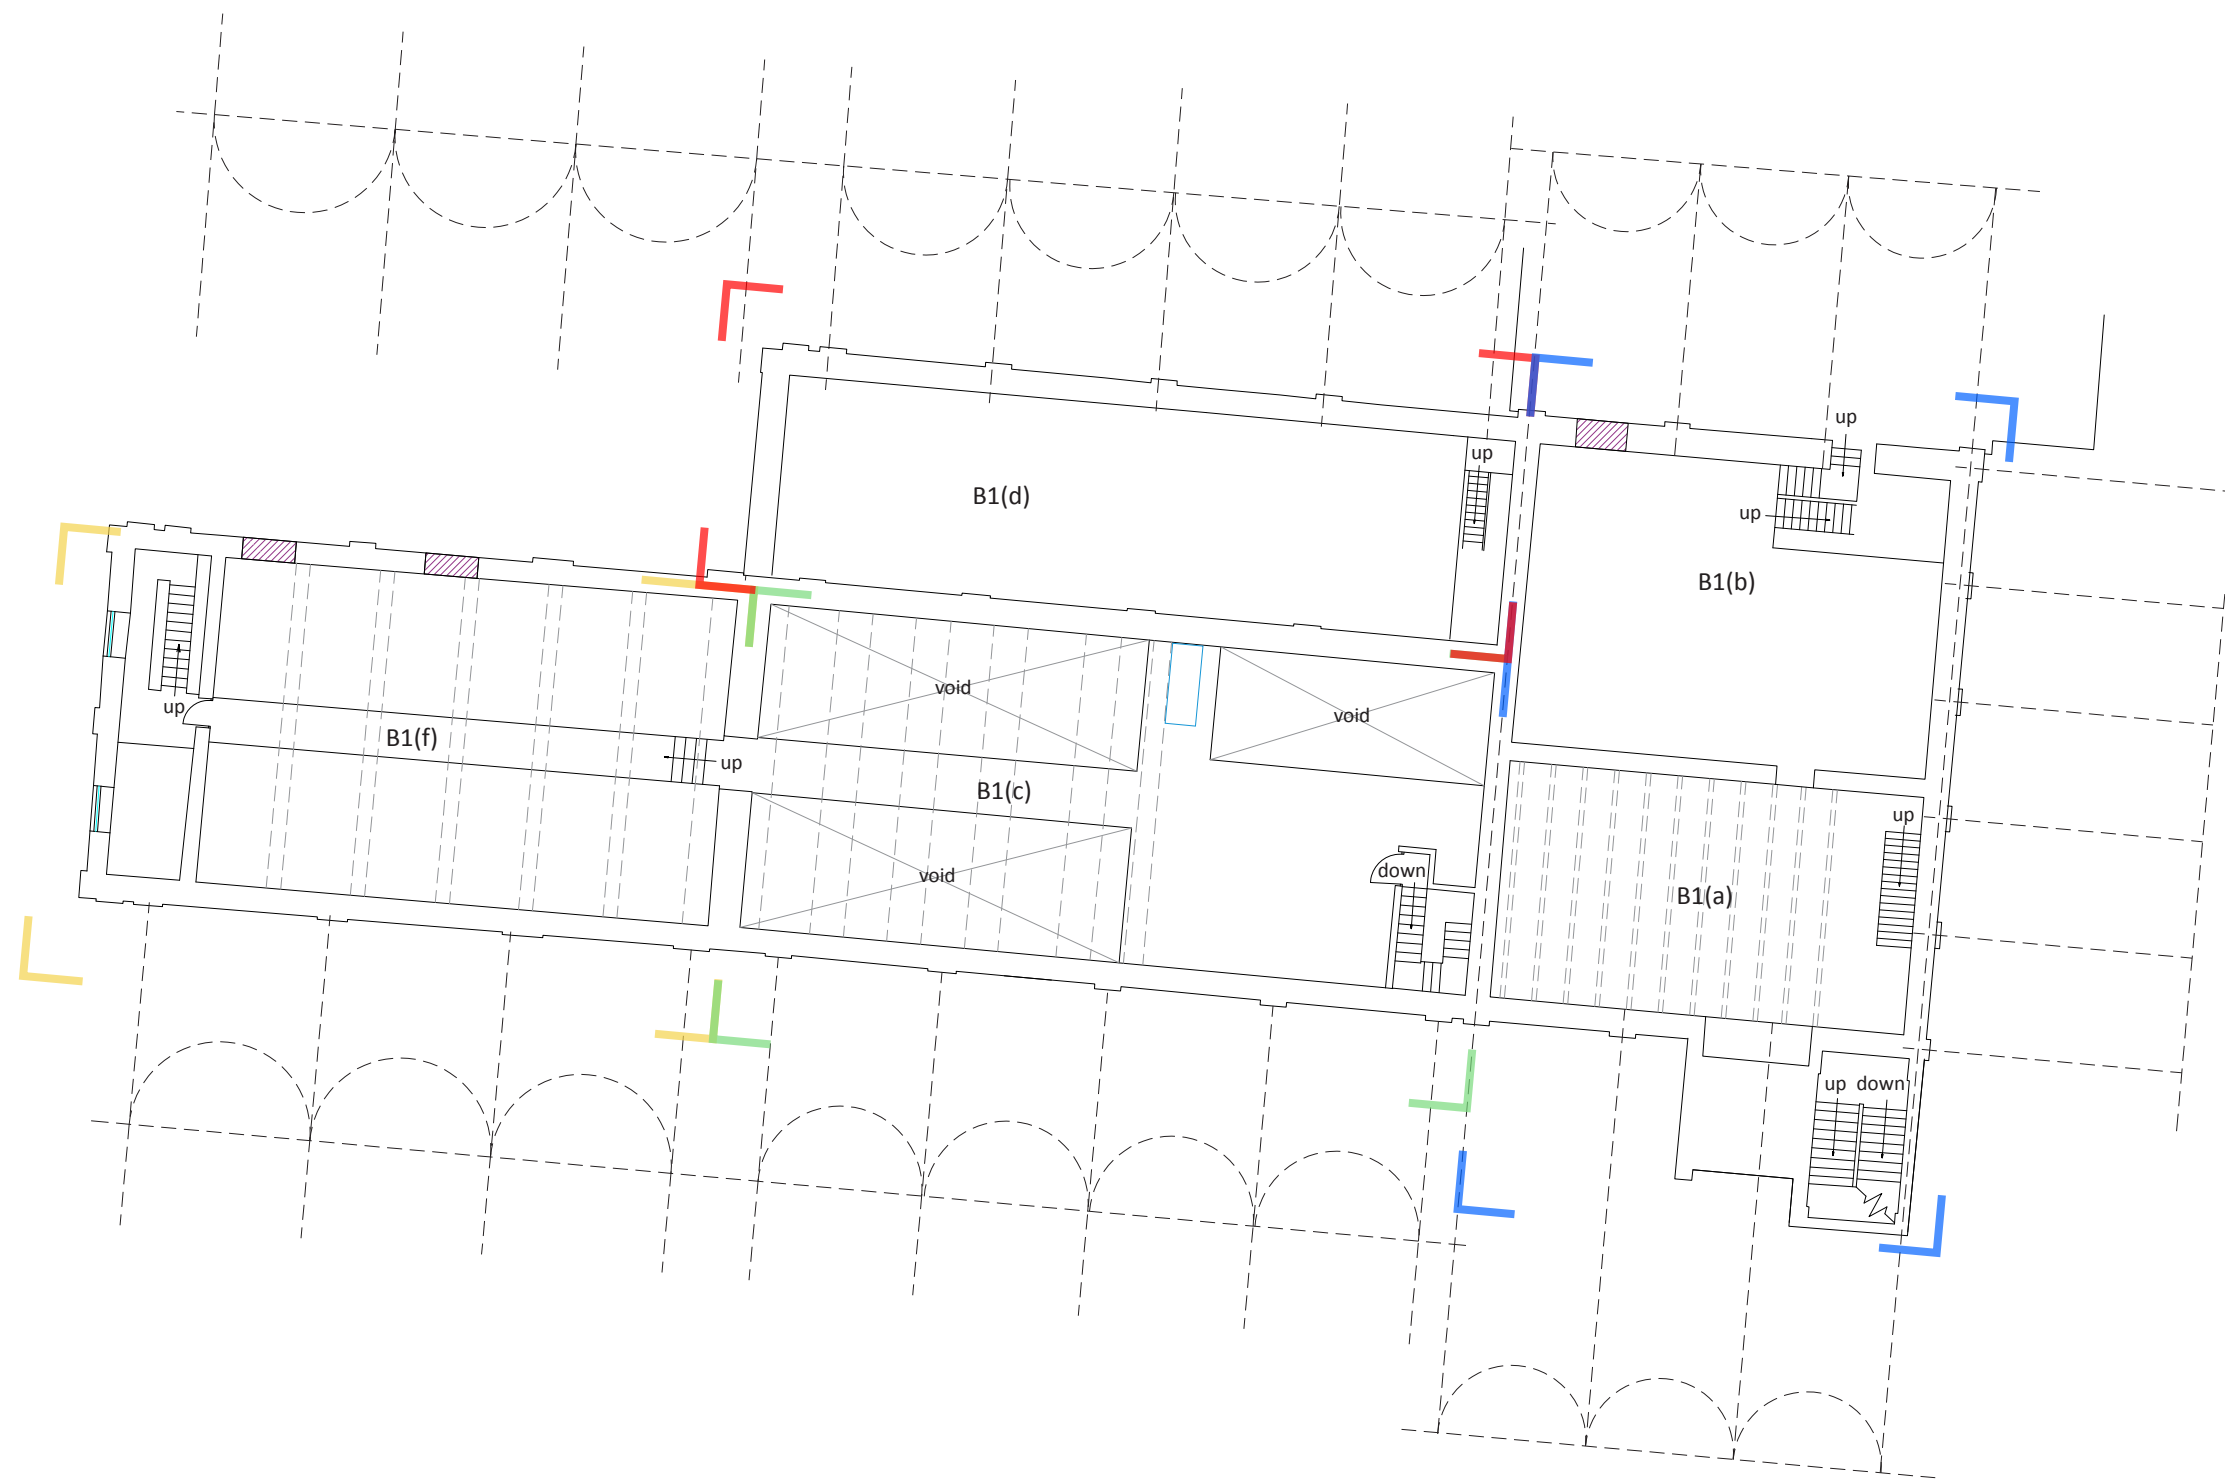 up
up
B1(d)
up
B1(b)
void
up
void
B1(f)
up
B1(c)
up
down
void
B1(a)
up down